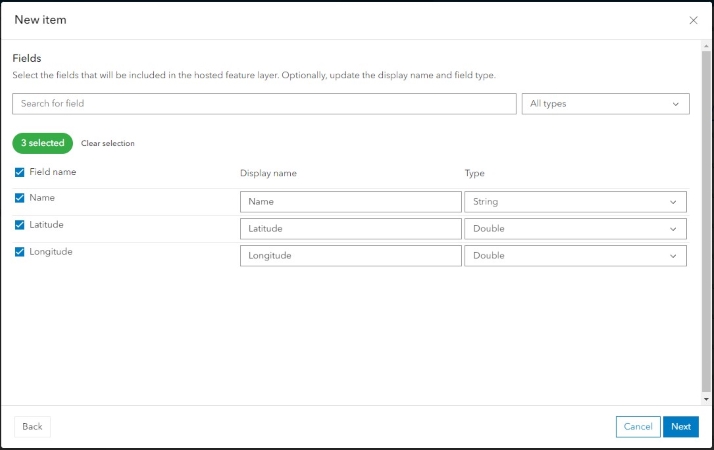 New item
Fields
Select the fields that will be included in the hosted feature layer. Optionally, update the display name and field type.
Search for field
All types
3 selected
Clear selection
Field name
Display name
Type
Name
Name
String
Latitude
Latitude
Double
Longitude
Longitude
Double
Back
Cancel
Next